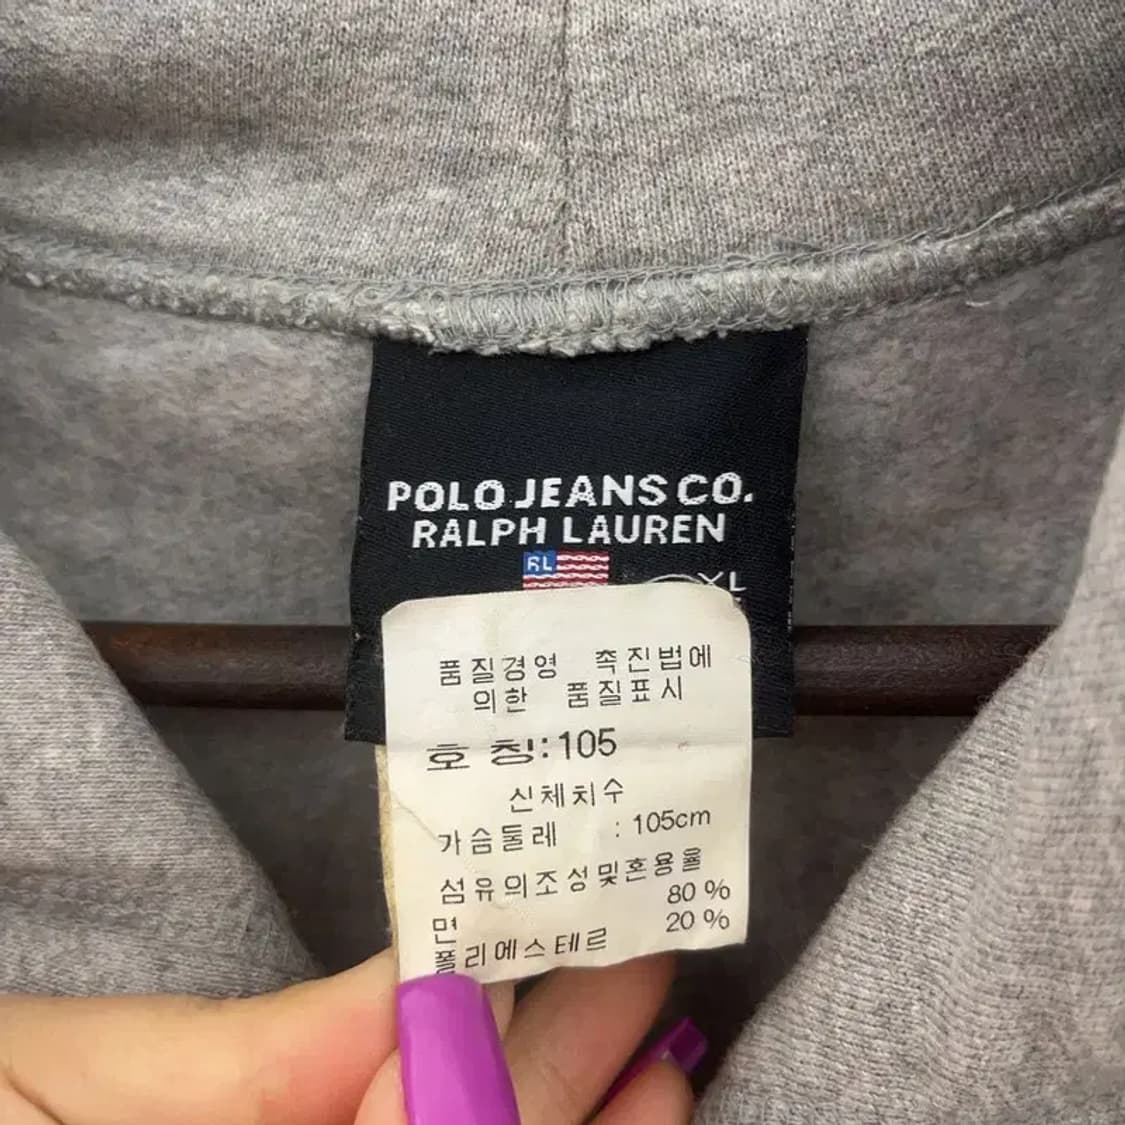 POLO JEANS CO.
RALPH LAUREN
RL
XL
품질경영 촉진법에
의한 품질표시
호 칭:105
신체치수
가슴둘레 : 105cm
섬유의조성및혼용율
80 %
면
20 %
폴리에스테르